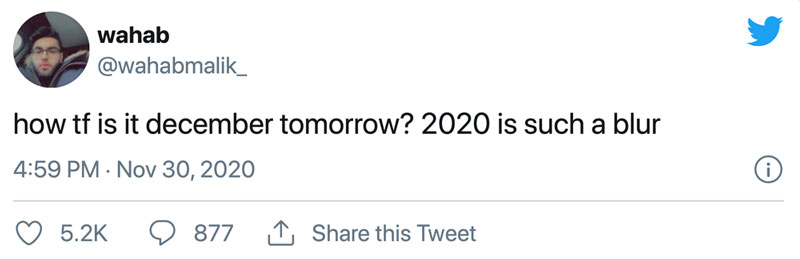 wahab
@wahabmalik_
how tf is it december tomorrow? 2020 is such a blur
4:59 PM · Nov 30, 2020
5.2K 877 Share this Tweet